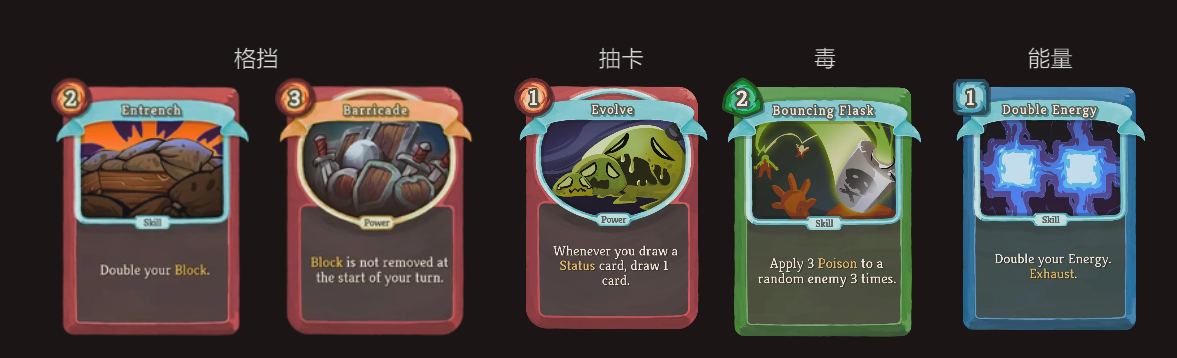 格挡
抽卡
毒
能量
2
Entrench
Skill
Double your Block.
3
Barricade
Power
Block is not removed at
the start of your turn.
1
Evolve
Power
Whenever you draw a
Status card, draw 1
card.
2
Bouncing Flask
Skill
Apply 3 Poison to a
random enemy 3 times.
1
Double Energy
Skill
Double your Energy.
Exhaust.